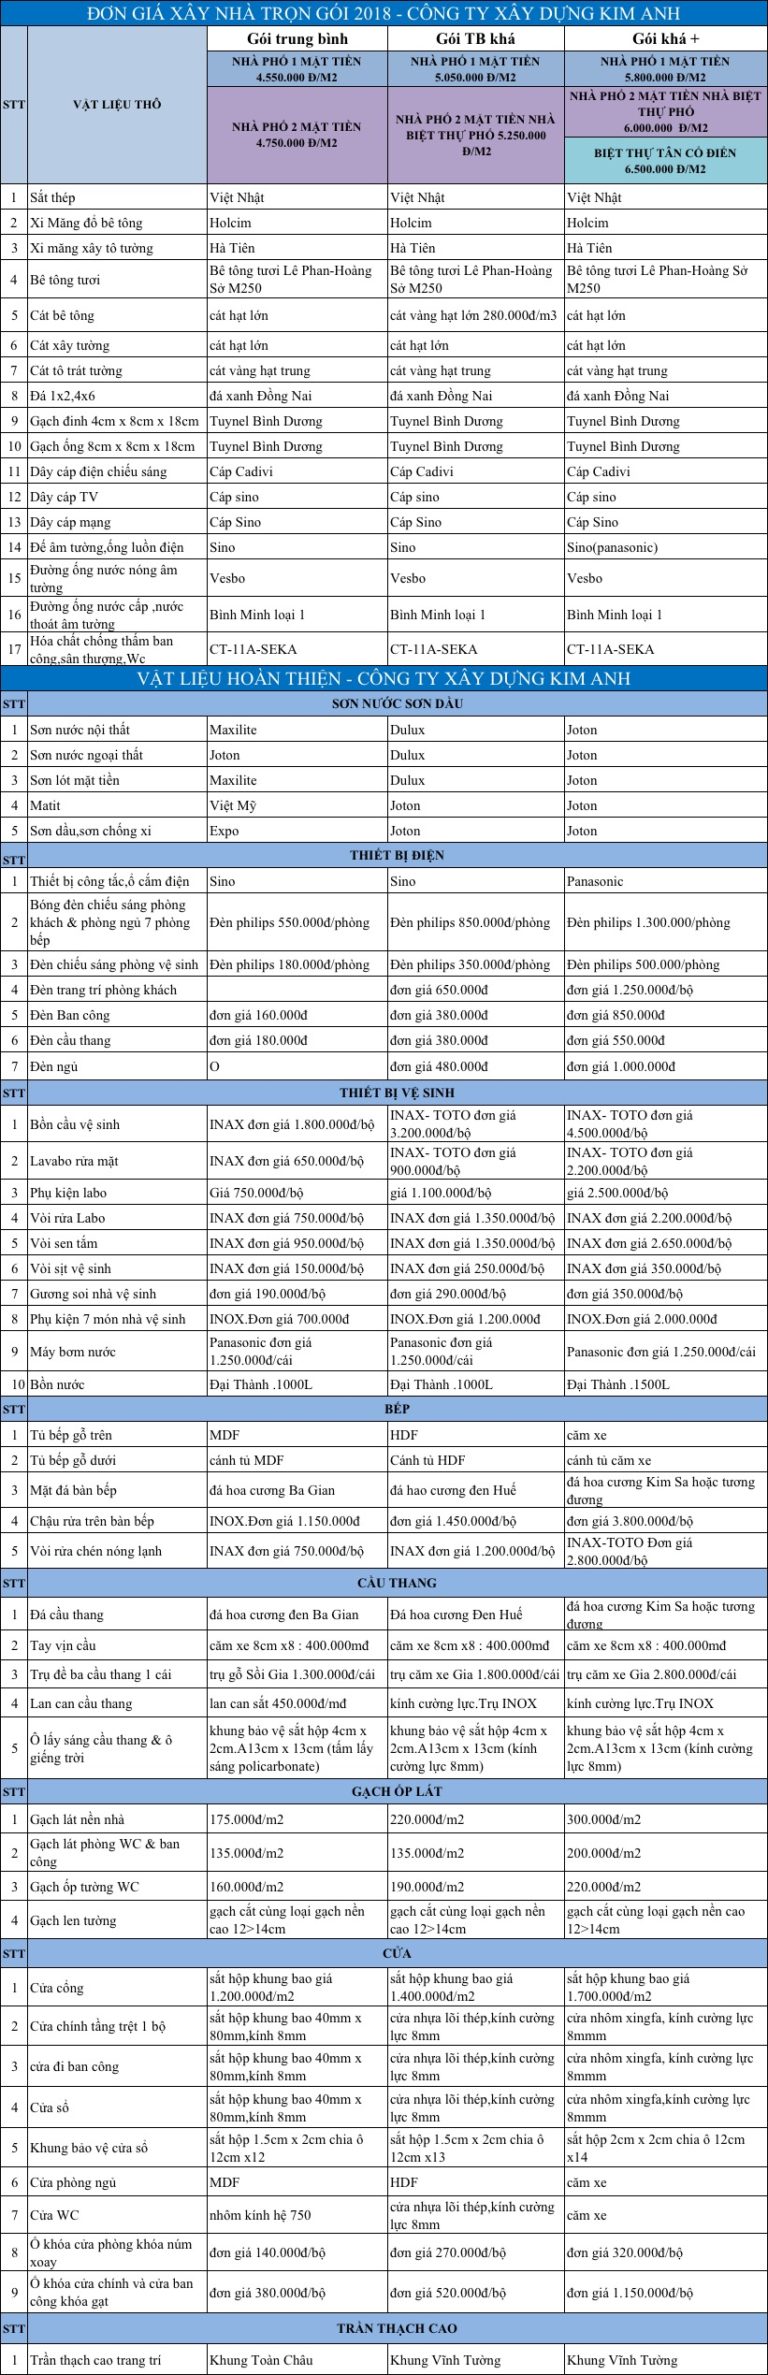 ĐƠN GIÁ XÂY NHÀ TRỌN GÓI 2018 - CÔNG TY XÂY DỰNG KIM ANH
STT
VẬT LIỆU THÔ
Gói trung bình
Gói TB khá
Gói khá +
NHÀ PHỐ 1 MẶT TIỀN
4.550.000 Đ/M2
NHÀ PHỐ 1 MẶT TIỀN
5.050.000 Đ/M2
NHÀ PHỐ 1 MẶT TIỀN
5.800.000 Đ/M2
NHÀ PHỐ 2 MẶT TIỀN
4.750.000 Đ/M2
NHÀ PHỐ 2 MẶT TIỀN NHÀ
BIỆT THỰ PHỐ 5.250.000
Đ/M2
NHÀ PHỐ 2 MẶT TIỀN NHÀ BIỆT
THỰ PHỐ
6.000.000 Đ/M2
BIỆT THỰ TÂN CỔ ĐIỂN
6.500.000 Đ/M2
1 Sắt thép Việt Nhật Việt Nhật Việt Nhật
2 Xi Măng đổ bê tông Holcim Holcim Holcim
3 Xi măng xây tô tường Hà Tiên Hà Tiên Hà Tiên
4 Bê tông tươi
Bê tông tươi Lê Phan-Hoàng
Sở M250
Bê tông tươi Lê Phan-Hoàng
Sở M250
Bê tông tươi Lê Phan-Hoàng Sở
M250
5 Cát bê tông cát hạt lớn cát vàng hạt lớn 280.000đ/m3 cát hạt lớn
6 Cát xây tường cát hạt lớn cát hạt lớn cát hạt lớn
7 Cát tô trát tường cát vàng hạt trung cát vàng hạt trung cát vàng hạt trung
8 Đá 1x2,4x6 đá xanh Đồng Nai đá xanh Đồng Nai đá xanh Đồng Nai
9 Gạch đinh 4cm x 8cm x 18cm Tuynel Bình Dương Tuynel Bình Dương Tuynel Bình Dương
10 Gạch ống 8cm x 8cm x 18cm Tuynel Bình Dương Tuynel Bình Dương Tuynel Bình Dương
11 Dây cáp điện chiếu sáng Cáp Cadivi Cáp Cadivi Cáp Cadivi
12 Dây cáp TV Cáp sino Cáp sino Cáp sino
13 Dây cáp mạng Cáp Sino Cáp Sino Cáp Sino
14 Đế âm tường,ống luồn điện Sino Sino Sino(panasonic)
15 Đường ống nước nóng âm
tường
Vesbo Vesbo Vesbo
16 Đường ống nước cấp ,nước
thoát âm tường
Bình Minh loại 1 Bình Minh loại 1 Bình Minh loại 1
17 Hóa chất chống thấm ban
công,sân thượng,Wc
CT-11A-SEKA CT-11A-SEKA CT-11A-SEKA
VẬT LIỆU HOÀN THIỆN - CÔNG TY XÂY DỰNG KIM ANH
STT SƠN NƯỚC SƠN DẦU
1 Sơn nước nội thất Maxilite Dulux Joton
2 Sơn nước ngoại thất Joton Dulux Joton
3 Sơn lót mặt tiền Maxilite Dulux Joton
4 Matit Việt Mỹ Joton Joton
5 Sơn dầu,sơn chống xi Expo Joton Joton
STT THIẾT BỊ ĐIỆN
1 Thiết bị công tắc,ổ cắm điện Sino Sino Panasonic
2 Bóng đèn chiếu sáng phòng
khách & phòng ngủ 7 phòng
bếp
Đèn philips 550.000đ/phòng Đèn philips 850.000đ/phòng Đèn philips 1.300.000/phòng
3 Đèn chiếu sáng phòng vệ sinh Đèn philips 180.000đ/phòng Đèn philips 350.000đ/phòng Đèn philips 500.000/phòng
4 Đèn trang trí phòng khách đơn giá 650.000đ đơn giá 1.250.000đ/bộ
5 Đèn Ban công đơn giá 160.000đ đơn giá 380.000đ đơn giá 850.000đ
6 Đèn cầu thang đơn giá 180.000đ đơn giá 380.000đ đơn giá 550.000đ
7 Đèn ngủ O đơn giá 480.000đ đơn giá 1.000.000đ
STT THIẾT BỊ VỆ SINH
1 Bồn cầu vệ sinh INAX đơn giá 1.800.000đ/bộ
INAX- TOTO đơn giá
3.200.000đ/bộ
INAX- TOTO đơn giá
4.500.000đ/bộ
2 Lavabo rửa mặt INAX đơn giá 650.000đ/bộ
INAX- TOTO đơn giá
900.000đ/bộ
INAX- TOTO đơn giá
2.200.000đ/bộ
3 Phụ kiện labo Giá 750.000đ/bộ giá 1.100.000đ/bộ giá 2.500.000đ/bộ
4 Vòi rửa Labo INAX đơn giá 750.000đ/bộ INAX đơn giá 1.350.000đ/bộ INAX đơn giá 2.200.000đ/bộ
5 Vòi sen tắm INAX đơn giá 950.000đ/bộ INAX đơn giá 1.350.000đ/bộ INAX đơn giá 2.650.000đ/bộ
6 Vòi sịt vệ sinh INAX đơn giá 150.000đ/bộ INAX đơn giá 250.000đ/bộ INAX đơn giá 350.000đ/bộ
7 Gương soi nhà vệ sinh đơn giá 190.000đ/bộ đơn giá 290.000đ/bộ đơn giá 350.000đ/bộ
8 Phụ kiện 7 món nhà vệ sinh INOX.Đơn giá 700.000đ INOX.Đơn giá 1.200.000đ INOX.Đơn giá 2.000.000đ
9 Máy bơm nước
Panasonic đơn giá
1.250.000đ/cái
Panasonic đơn giá
1.250.000đ/cái
Panasonic đơn giá 1.250.000đ/cái
10 Bồn nước Đại Thành .1000L Đại Thành .1000L Đại Thành .1500L
STT BẾP
1 Tủ bếp gỗ trên MDF HDF căm xe
2 Tủ bếp gỗ dưới cánh tủ MDF Cánh tủ HDF cánh tủ căm xe
3 Mặt đá bàn bếp đá hoa cương Ba Gian đá hao cương đen Huế
đá hoa cương Kim Sa hoặc tương
đương
4 Chậu rửa trên bàn bếp INOX.Đơn giá 1.150.000đ đơn giá 1.450.000đ/bộ đơn giá 3.800.000đ/bộ
5 Vòi rửa chén nóng lạnh INAX đơn giá 750.000đ/bộ INAX đơn giá 1.200.000đ/bộ
INAX-TOTO Đơn giá
2.800.000đ/bộ
STT CẦU THANG
1 Đá cầu thang đá hoa cương đen Ba Gian Đá hoa cương Đen Huế
đá hoa cương Kim Sa hoặc tương
đương
2 Tay vịn cầu căm xe 8cm x8 : 400.000mđ căm xe 8cm x8 : 400.000mđ căm xe 8cm x8 : 400.000mđ
3 Trụ đề ba cầu thang 1 cái trụ gỗ Sồi Gia 1.300.000đ/cái trụ căm xe Gia 1.800.000đ/cái trụ căm xe Gia 2.800.000đ/cái
4 Lan can cầu thang lan can sắt 450.000đ/md kính cường lực.Trụ INOX kính cường lực.Trụ INOX
5 Ô lấy sáng cầu thang & ô
giếng trời
khung bảo vệ sắt hộp 4cm x
2cm.A13cm x 13cm (tấm lấy
sáng policarbonate)
khung bảo vệ sắt hộp 4cm x
2cm.A13cm x 13cm (kính
cường lực 8mm)
khung bảo vệ sắt hộp 4cm x
2cm.A13cm x 13cm (kính cường
lực 8mm)
STT GẠCH ỐP LÁT
1 Gạch lát nền nhà 175.000đ/m2 220.000đ/m2 300.000đ/m2
2 Gạch lát phòng WC & ban
công
135.000đ/m2 135.000đ/m2 200.000đ/m2
3 Gạch ốp tường WC 160.000đ/m2 190.000đ/m2 220.000đ/m2
4 Gạch len tường
gạch cắt cùng loại gạch nền
cao 12>14cm
gạch cắt cùng loại gạch nền
cao 12>14cm
gạch cắt cùng loại gạch nền cao
12>14cm
STT CỬA
1 Cửa cổng
sắt hộp khung bao giá
1.200.000đ/m2
sắt hộp khung bao giá
1.400.000đ/m2
sắt hộp khung bao giá
1.700.000đ/m2
2 Cửa chính tầng trệt 1 bộ
sắt hộp khung bao 40mm x
80mm,kính 8mm
cửa nhựa lõi thép,kính cường
lực 8mm
cửa nhôm xingfa, kính cường lực
8mmm
3 cửa đi ban công
sắt hộp khung bao 40mm x
80mm,kính 8mm
cửa nhựa lõi thép,kính cường
lực 8mm
cửa nhôm xingfa, kính cường lực
8mmm
4 Cửa sổ
sắt hộp khung bao 40mm x
80mm,kính 8mm
cửa nhựa lõi thép,kính cường
lực 8mm
cửa nhôm xingfa,kính cường lực
8mmm
5 Khung bảo vệ cửa sổ
sắt hộp 1.5cm x 2cm chia ô
12cm x12
sắt hộp 1.5cm x 2cm chia ô
12cm x13
sắt hộp 2cm x 2cm chia ô 12cm
x14
6 Cửa phòng ngủ MDF HDF căm xe
7 Cửa WC nhôm kính hệ 750
cửa nhựa lõi thép,kính cường
lực 8mm
căm xe
8 Ổ khóa cửa phòng khóa núm
xoay
đơn giá 140.000đ/bộ đơn giá 270.000đ/bộ đơn giá 320.000đ/bộ
9 Ổ khóa cửa chính và cửa ban
công khóa gạt
đơn giá 380.000đ/bộ đơn giá 520.000đ/bộ đơn giá 1.150.000đ/bộ
STT TRẦN THẠCH CAO
1 Trần thạch cao trang trí Khung Toàn Châu Khung Vĩnh Tường Khung Vĩnh Tường